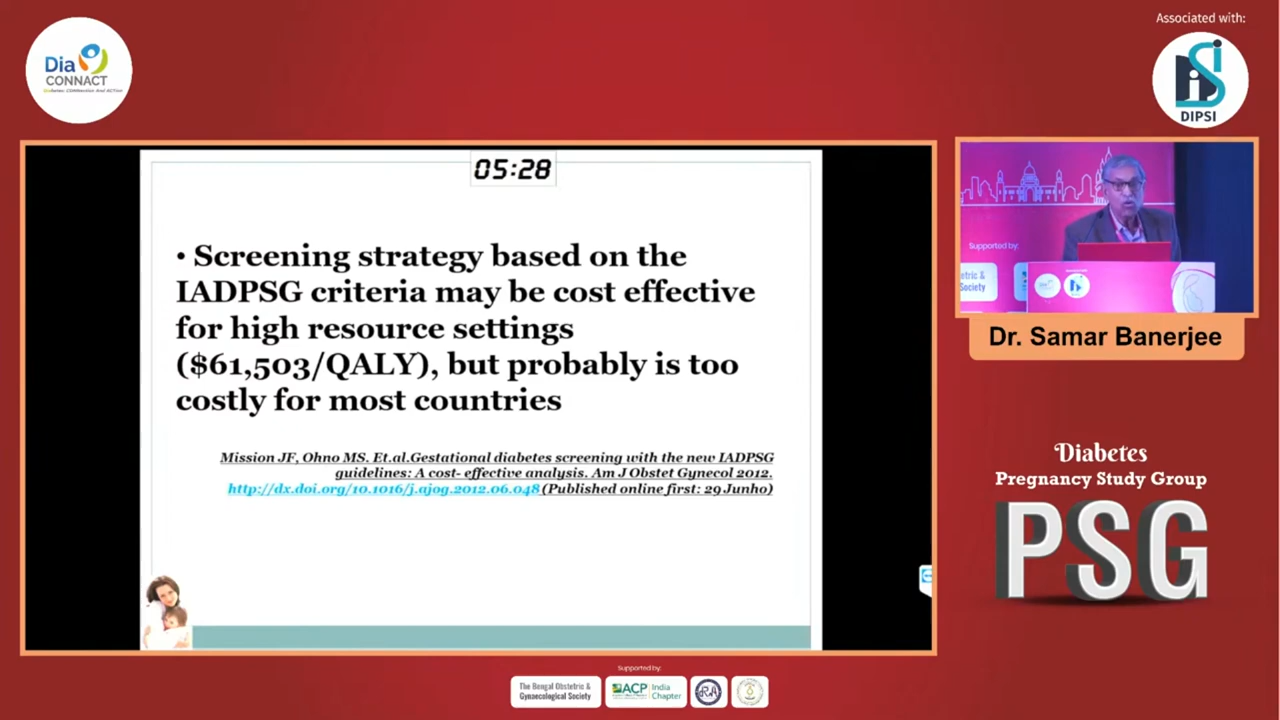 Dia
CONNACT
Associated with:
DIPSI
05:28
• Screening strategy based on the
IADPSG criteria may be cost effective
for high resource settings
($61,503/QALY), but probably is too
costly for most countries
Mission JF, Ohno MS. Et.al.Gestational diabetes screening with the new IADPSG
guidelines: A cost- effective analysis. Am J Obstet Gynecol 2012.
http://dx.doi.org/10.1016/j.ajog.2012.06.048 (Published online first: 29 Junho)
Supported by:
Society
Dr. Samar Banerjee
Diabetes
Pregnancy Study Group
PSG
Supported by:
The Bengal Obstetric &
Gynaecological Society
ACP India
Chapter